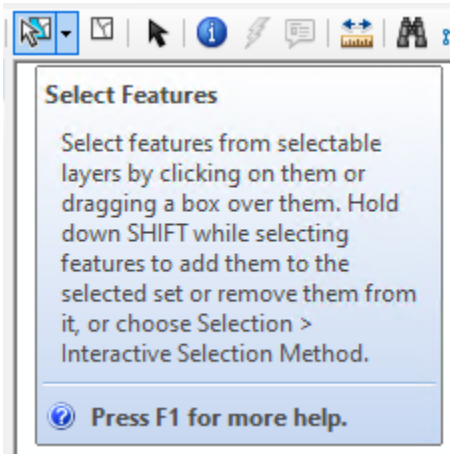 Select Features
Select features from selectable
layers by clicking on them or
dragging a box over them. Hold
down SHIFT while selecting
features to add them to the
selected set or remove them from
it, or choose Selection >
Interactive Selection Method.
Press F1 for more help.